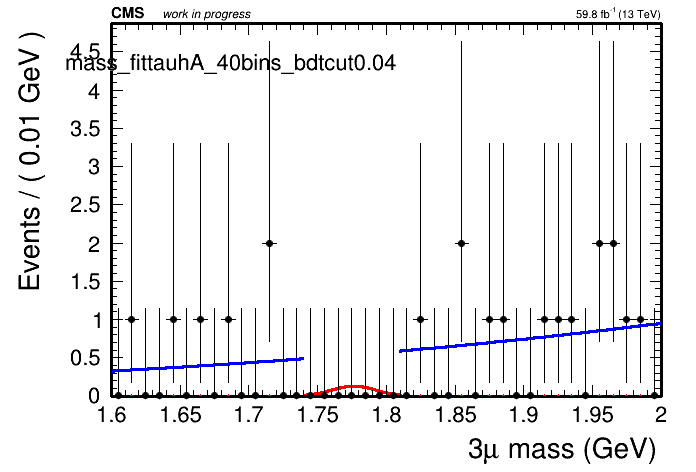 CMS work in progress 59.8 fb⁻¹ (13 TeV)
mass_fittauhA_40bins_bdtcut0.04
Events / ( 0.01 GeV )
4.5
4
3.5
3
2.5
2
1.5
1
0.5
0
1.6 1.65 1.7 1.75 1.8 1.85 1.9 1.95 2
3μ mass (GeV)